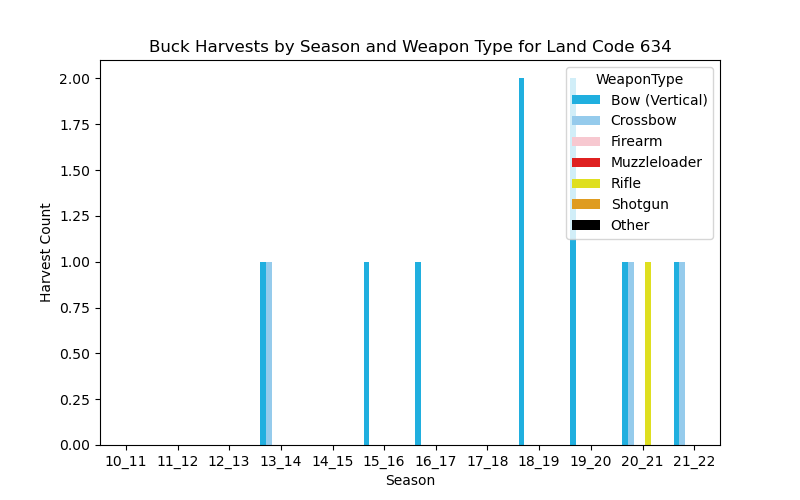 Buck Harvests by Season and Weapon Type for Land Code 634
Harvest Count
2.00
1.75
1.50
1.25
1.00
0.75
0.50
0.25
0.00
WeaponType
Bow (Vertical)
Crossbow
Firearm
Muzzleloader
Rifle
Shotgun
Other
10_11 11_12 12_13 13_14 14_15 15_16 16_17 17_18 18_19 19_20 20_21 21_22
Season